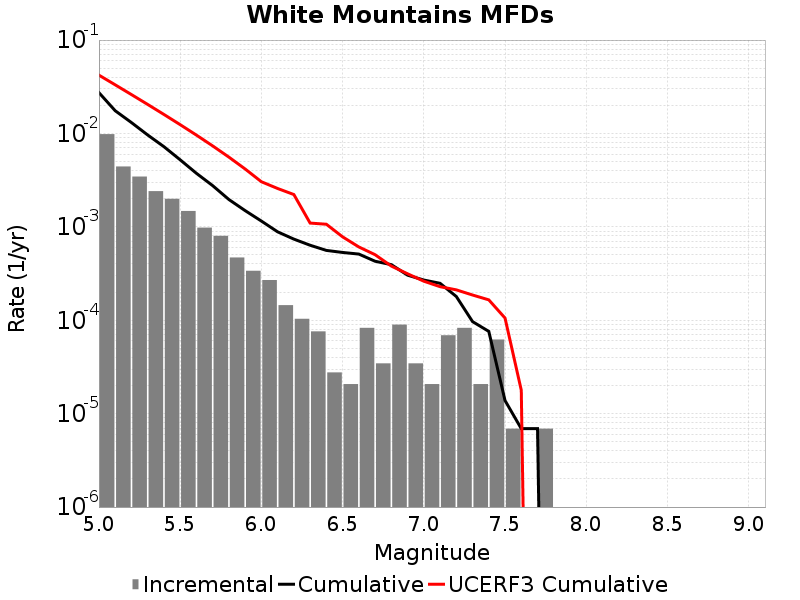 White Mountains MFDs
10-1
10-2
10-3
10-4
10-5
10-6
Rate (1/yr)
5.0 5.5 6.0 6.5 7.0 7.5 8.0 8.5 9.0
Magnitude
Incremental Cumulative UCERF3 Cumulative